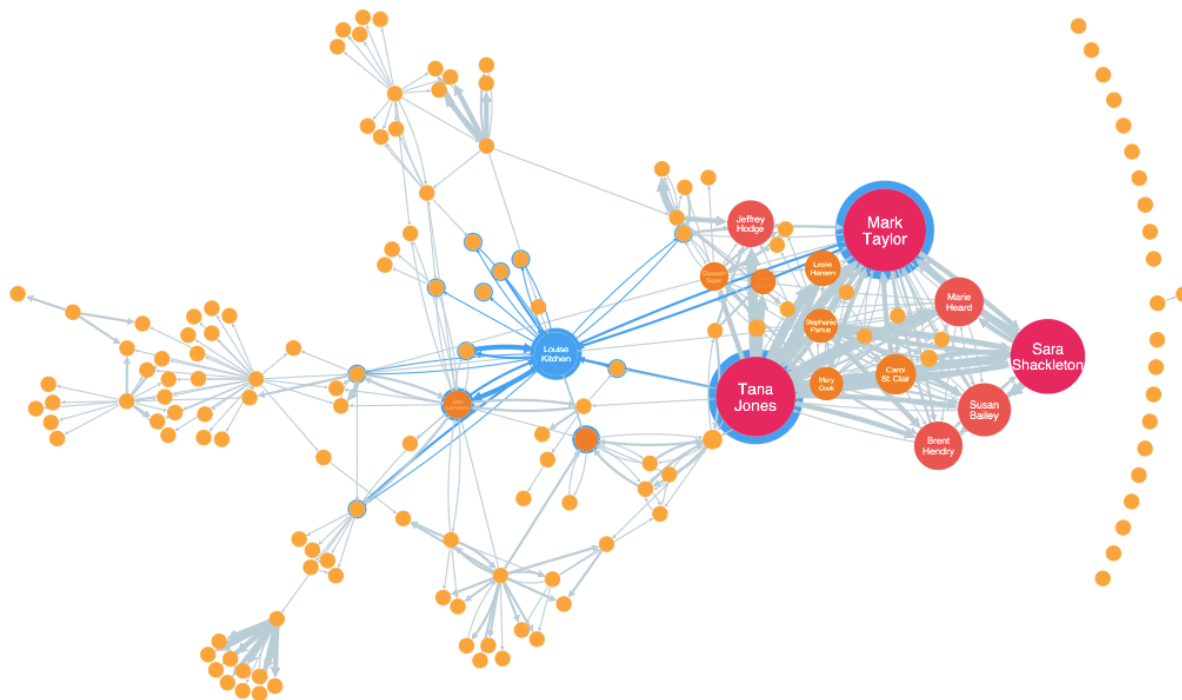 Mark
Taylor
Jeffrey
Hodge
Leslie
Hansen
Marie
Heard
Stephanie
Panus
Louise
Kitchen
Sara
Shackleton
Carol
St. Clair
Mary
Cook
Tana
Jones
Susan
Bailey
Brent
Hendry